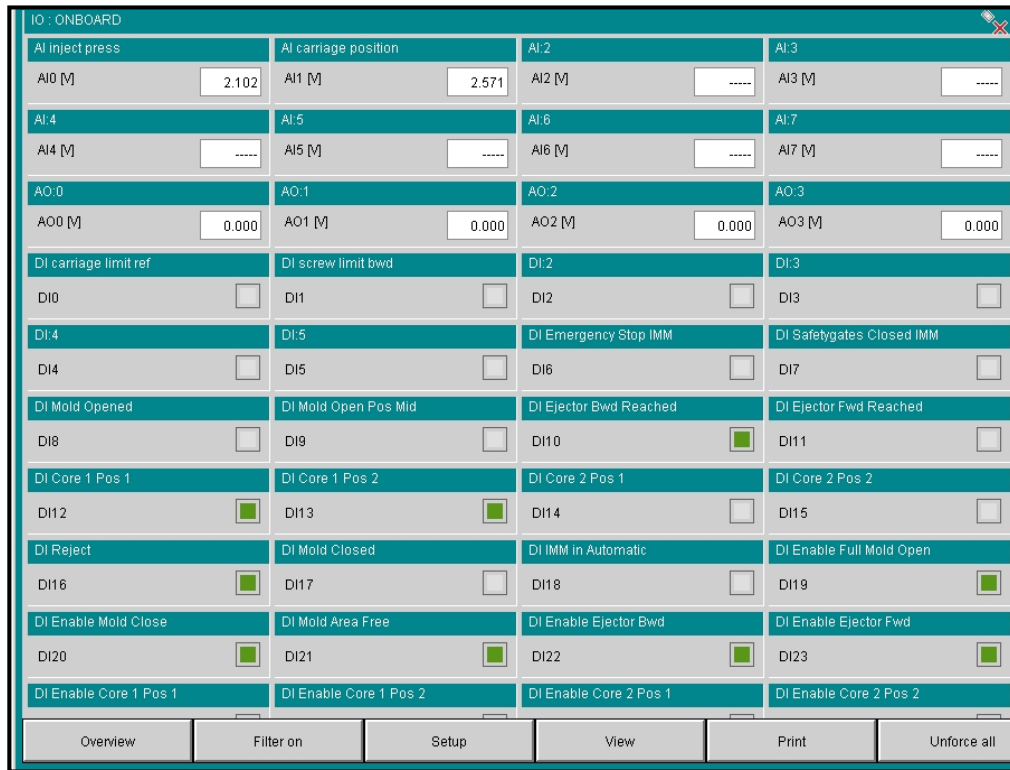 IO : ONBOARD
AI inject press AI carriage position AI:2 AI:3
AI0 [V] 2.102 AI1 [V] 2.571 AI2 [V] ----- AI3 [V] -----
AI:4 AI:5 AI:6 AI:7
AI4 [V] ----- AI5 [V] ----- AI6 [V] ----- AI7 [V] -----
AO:0 AO:1 AO:2 AO:3
AO0 [V] 0.000 AO1 [V] 0.000 AO2 [V] 0.000 AO3 [V] 0.000
DI carriage limit ref DI screw limit bwd DI:2 DI:3
DI0 DI1 DI2 DI3
DI:4 DI:5 DI Emergency Stop IMM DI Safetygates Closed IMM
DI4 DI5 DI6 DI7
DI Mold Opened DI Mold Open Pos Mid DI Ejector Bwd Reached DI Ejector Fwd Reached
DI8 DI9 DI10 DI11
DI Core 1 Pos 1 DI Core 1 Pos 2 DI Core 2 Pos 1 DI Core 2 Pos 2
DI12 DI13 DI14 DI15
DI Reject DI Mold Closed DI IMM in Automatic DI Enable Full Mold Open
DI16 DI17 DI18 DI19
DI Enable Mold Close DI Mold Area Free DI Enable Ejector Bwd DI Enable Ejector Fwd
DI20 DI21 DI22 DI23
DI Enable Core 1 Pos 1 DI Enable Core 1 Pos 2 DI Enable Core 2 Pos 1 DI Enable Core 2 Pos 2
Overview Filter on Setup View Print Unforce all